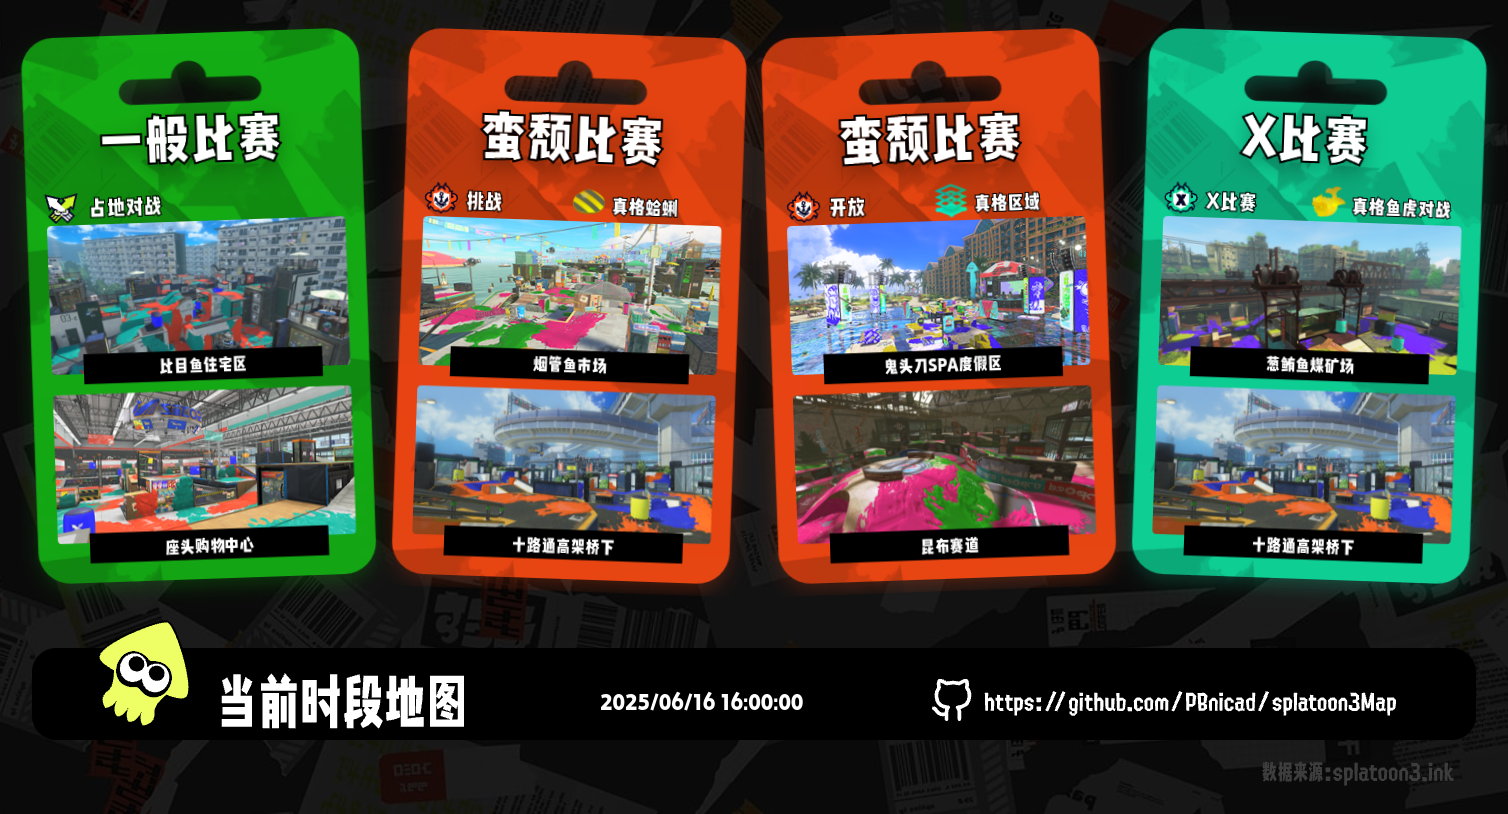 一般比赛
占地对战
比目鱼住宅区
座头购物中心
蛮颓比赛
挑战
真格蛤蜊
烟管鱼市场
十路通高架桥下
蛮颓比赛
开放
真格区域
鬼头刀SPA度假区
昆布赛道
X比赛
X比赛
真格鱼虎对战
葱鲔鱼煤矿场
十路通高架桥下
当前时段地图
2025/06/16 16:00:00
https://github.com/PBnicad/splatoon3Map
数据来源:splatoon3.ink